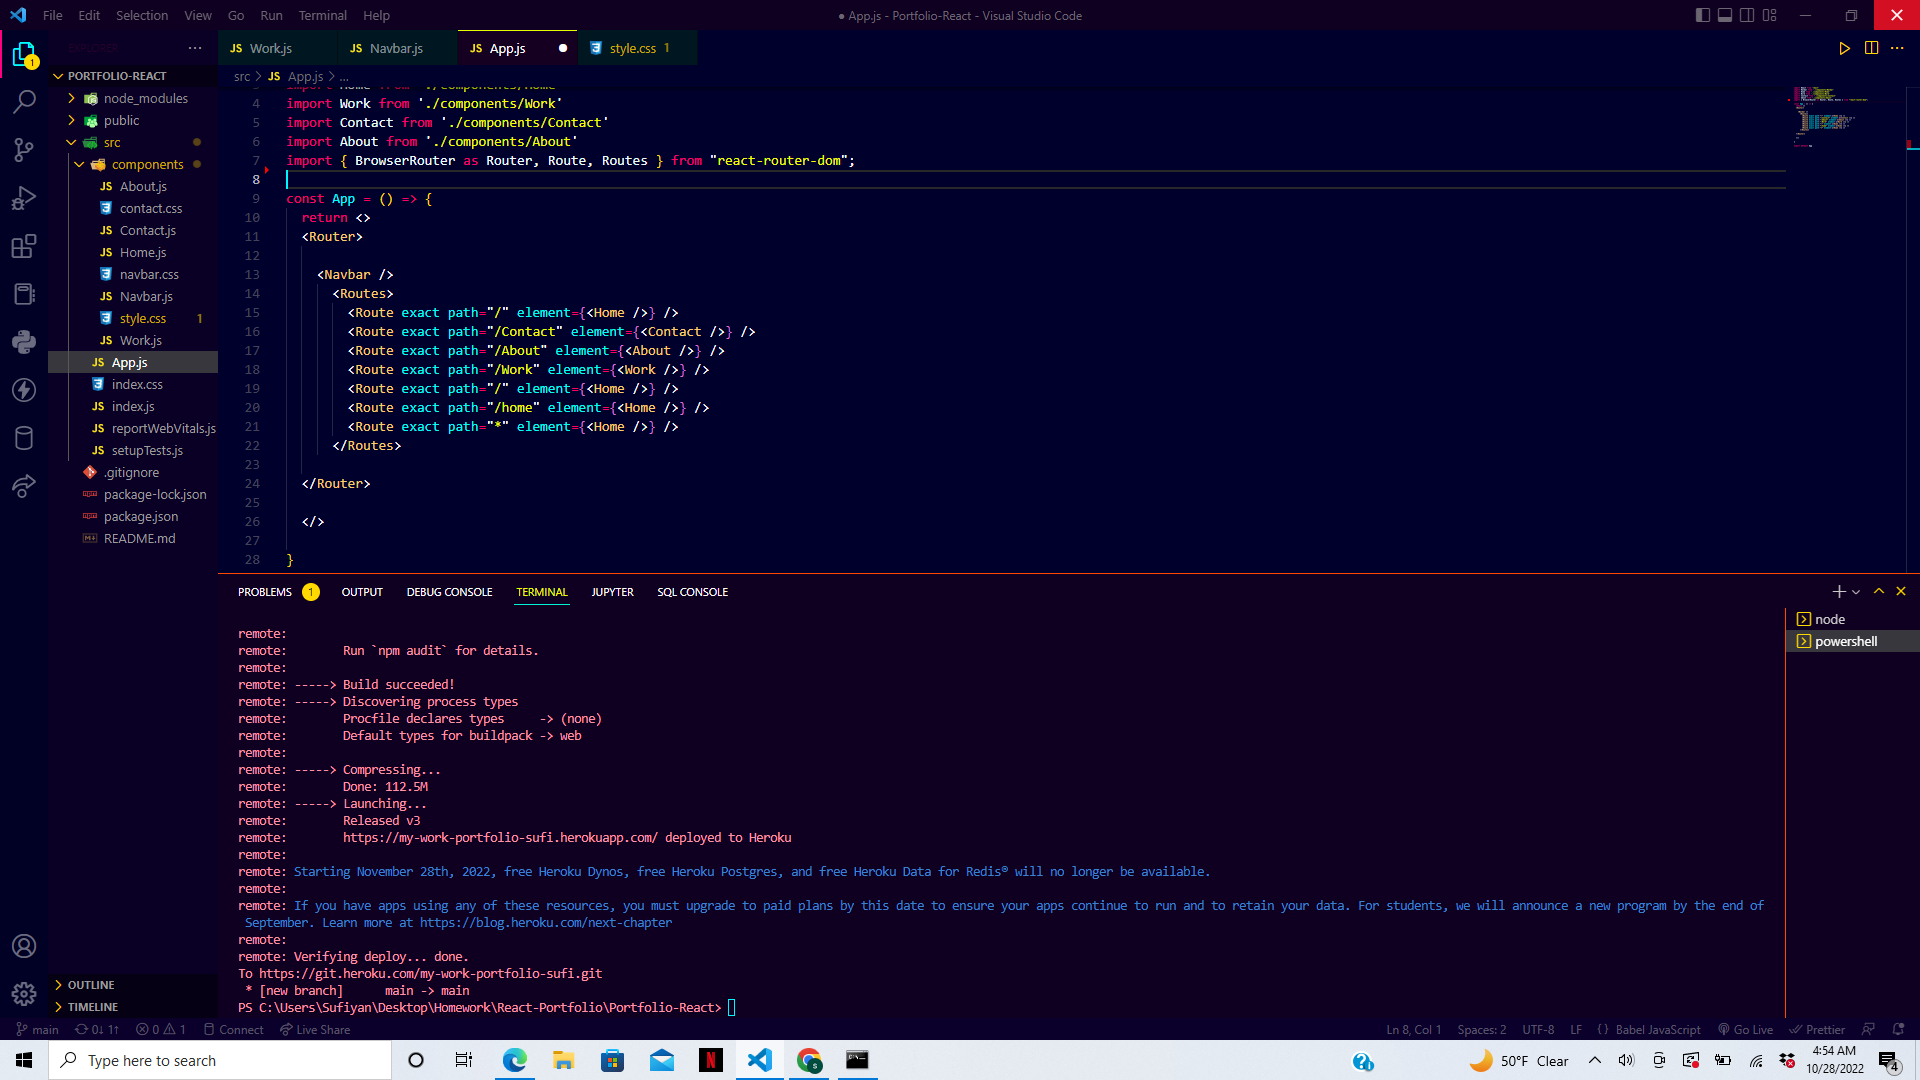 File Edit Selection View Go Run Terminal Help
● App.js - Portfolio-React - Visual Studio Code
EXPLORER ...
1
PORTFOLIO-REACT
node_modules
public
src
components
JS About.js
contact.css
JS Contact.js
JS Home.js
navbar.css
JS Navbar.js
style.css 1
JS Work.js
JS App.js
index.css
JS index.js
JS reportWebVitals.js
JS setupTests.js
.gitignore
package-lock.json
package.json
README.md
OUTLINE
TIMELINE
JS Work.js JS Navbar.js JS App.js ● style.css 1
src > JS App.js > ...
3 import Home from './components/Home'
4 import Work from './components/Work'
5 import Contact from './components/Contact'
6 import About from './components/About'
7 import { BrowserRouter as Router, Route, Routes } from "react-router-dom";
8
9 const App = () => {
10 return <>
11 <Router>
12
13 <Navbar />
14 <Routes>
15 <Route exact path="/" element={<Home />} />
16 <Route exact path="/Contact" element={<Contact />} />
17 <Route exact path="/About" element={<About />} />
18 <Route exact path="/Work" element={<Work />} />
19 <Route exact path="/" element={<Home />} />
20 <Route exact path="/home" element={<Home />} />
21 <Route exact path="*" element={<Home />} />
22 </Routes>
23
24 </Router>
25
26 </>
27
28 }
PROBLEMS 1 OUTPUT DEBUG CONSOLE TERMINAL JUPYTER SQL CONSOLE
node
powershell
remote:
remote: Run `npm audit` for details.
remote:
remote: -----> Build succeeded!
remote: -----> Discovering process types
remote: Procfile declares types -> (none)
remote: Default types for buildpack -> web
remote:
remote: -----> Compressing...
remote: Done: 112.5M
remote: -----> Launching...
remote: Released v3
remote: https://my-work-portfolio-sufi.herokuapp.com/ deployed to Heroku
remote:
remote: Starting November 28th, 2022, free Heroku Dynos, free Heroku Postgres, and free Heroku Data for Redis® will no longer be available.
remote:
remote: If you have apps using any of these resources, you must upgrade to paid plans by this date to ensure your apps continue to run and to retain your data. For students, we will announce a new program by the end of
September. Learn more at https://blog.heroku.com/next-chapter
remote:
remote: Verifying deploy... done.
To https://git.heroku.com/my-work-portfolio-sufi.git
* [new branch] main -> main
PS C:\Users\Sufiyan\Desktop\Homework\React-Portfolio\Portfolio-React>
main 0↓ 1↑ 0 1 Connect Live Share
Ln 8, Col 1 Spaces: 2 UTF-8 LF {} Babel JavaScript Go Live Prettier
Type here to search
50°F Clear
4:54 AM
10/28/2022
4